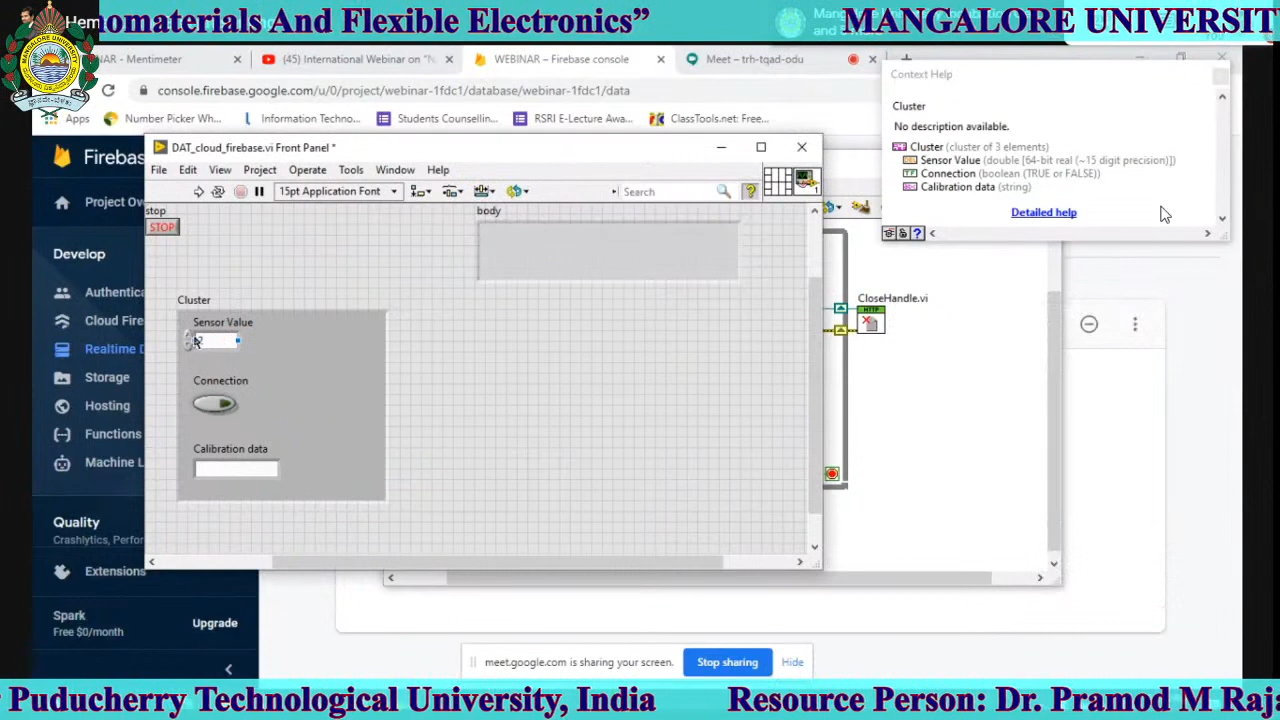 nomaterials And Flexible Electronics” MANGALORE UNIVERSIT
Hem
NAR - Mentimeter
(45) International Webinar on "N
WEBINAR – Firebase console
Meet – trh-tqad-odu
console.firebase.google.com/u/0/project/webinar-1fdc1/database/webinar-1fdc1/data
Apps
Number Picker Wh...
Information Techno...
Students Counsellin...
RSRI E-Lecture Awa...
ClassTools.net: Free...
Context Help
Cluster
No description available.
Cluster (cluster of 3 elements)
Sensor Value (double [64-bit real (~15 digit precision)])
Connection (boolean (TRUE or FALSE))
Calibration data (string)
Detailed help
Firebas
Project Ove
Develop
Authentica
Cloud Fire
Realtime D
Storage
Hosting
Functions
Machine L
Quality
Crashlytics, Perfor
Extensions
Spark
Free $0/month
Upgrade
DAT_cloud_firebase.vi Front Panel *
File Edit View Project Operate Tools Window Help
15pt Application Font
Search
stop
STOP
body
Cluster
Sensor Value
Connection
Calibration data
CloseHandle.vi
HTTP
meet.google.com is sharing your screen.
Stop sharing
Hide
Puducherry Technological University, India Resource Person: Dr. Pramod M Raj